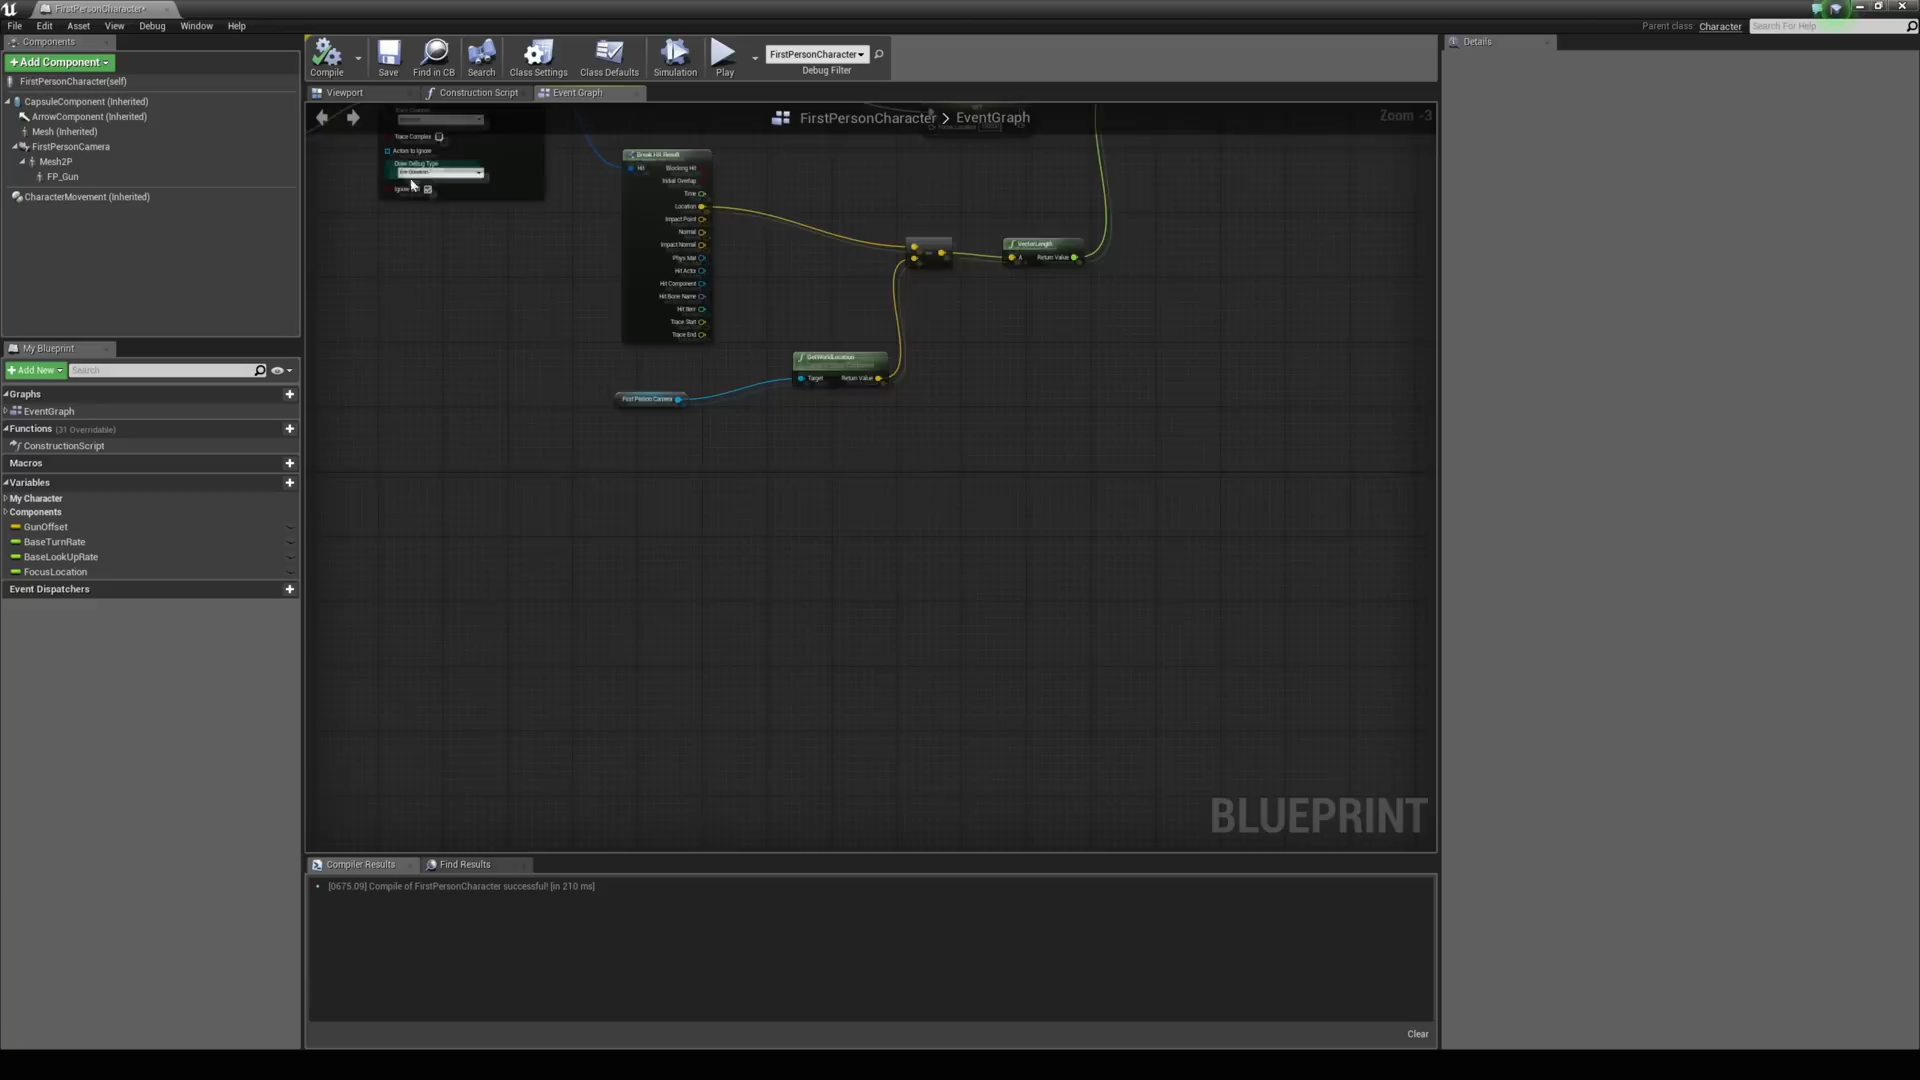 FirstPersonCharacter*
File Edit Asset View Debug Window Help
Parent class: Character
Search For Help
Components
+Add Component
FirstPersonCharacter(self)
CapsuleComponent (Inherited)
ArrowComponent (Inherited)
Mesh (Inherited)
FirstPersonCamera
Mesh2P
FP_Gun
CharacterMovement (Inherited)
My Blueprint
+Add New
Search
Graphs
EventGraph
Functions (31 Overridable)
ConstructionScript
Macros
Variables
My Character
Components
GunOffset
BaseTurnRate
BaseLookUpRate
FocusLocation
Event Dispatchers
Compile
Save
Find in CB
Search
Class Settings
Class Defaults
Simulation
Play
FirstPersonCharacter
Debug Filter
Viewport
Construction Script
Event Graph
FirstPersonCharacter > EventGraph
Zoom -3
Trace Complex
Actors to Ignore
Draw Debug Type
Ignore
Break Hit Result
Hit
Blocking Hit
Initial Overlap
Time
Location
Impact Point
Normal
Impact Normal
Phys Mat
Hit Actor
Hit Component
Hit Bone Name
Hit Item
Trace Start
Trace End
VectorLength
A Return Value
GetWorldLocation
Target Return Value
First Person Camera
BLUEPRINT
Compiler Results
Find Results
[0675.09] Compile of FirstPersonCharacter successful! [in 210 ms]
Clear
Details